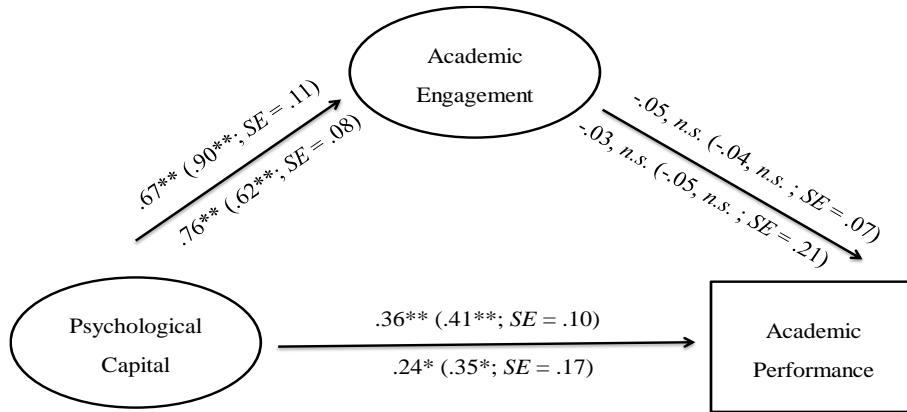 Academic
Engagement
.67** (.90**; SE = .11)
.76** (.62**; SE = .08)
-.05, n.s. (-.04, n.s. ; SE = .07)
-.03, n.s. (-.05, n.s. ; SE = .21)
Psychological
Capital
.36** (.41**; SE = .10)
.24* (.35*; SE = .17)
Academic
Performance